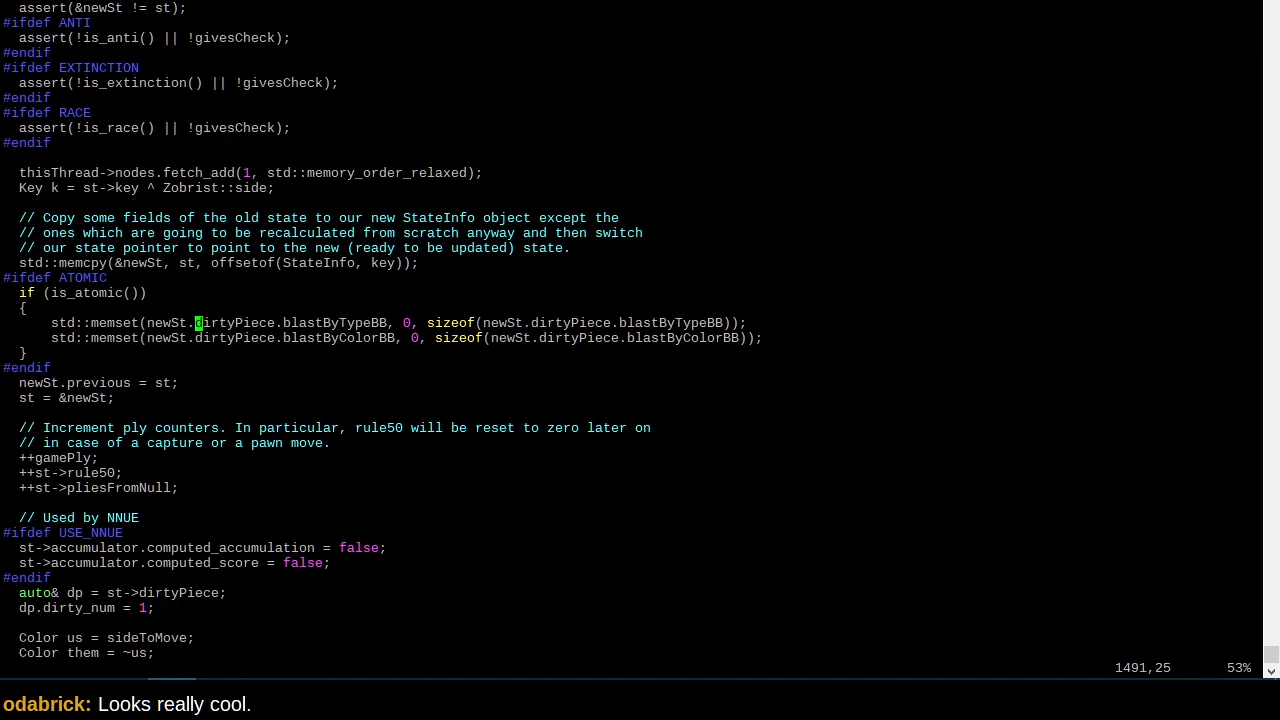 assert(&newSt != st);
#ifdef ANTI
  assert(!is_anti() || !givesCheck);
#endif
#ifdef EXTINCTION
  assert(!is_extinction() || !givesCheck);
#endif
#ifdef RACE
  assert(!is_race() || !givesCheck);
#endif

  thisThread->nodes.fetch_add(1, std::memory_order_relaxed);
  Key k = st->key ^ Zobrist::side;

  // Copy some fields of the old state to our new StateInfo object except the
  // ones which are going to be recalculated from scratch anyway and then switch
  // our state pointer to point to the new (ready to be updated) state.
  std::memcpy(&newSt, st, offsetof(StateInfo, key));
#ifdef ATOMIC
  if (is_atomic())
  {
      std::memset(newSt.dirtyPiece.blastByTypeBB, 0, sizeof(newSt.dirtyPiece.blastByTypeBB));
      std::memset(newSt.dirtyPiece.blastByColorBB, 0, sizeof(newSt.dirtyPiece.blastByColorBB));
  }
#endif
  newSt.previous = st;
  st = &newSt;

  // Increment ply counters. In particular, rule50 will be reset to zero later on
  // in case of a capture or a pawn move.
  ++gamePly;
  ++st->rule50;
  ++st->pliesFromNull;

  // Used by NNUE
#ifdef USE_NNUE
  st->accumulator.computed_accumulation = false;
  st->accumulator.computed_score = false;
#endif
  auto& dp = st->dirtyPiece;
  dp.dirty_num = 1;

  Color us = sideToMove;
  Color them = ~us;
1491,25 53%
odabrick: Looks really cool.